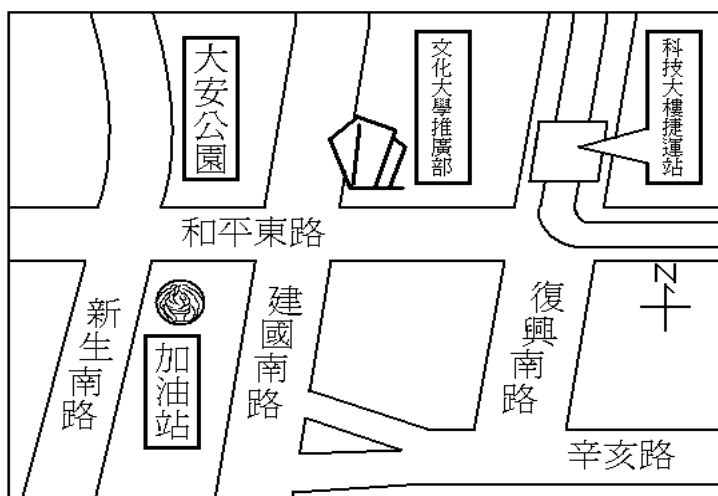 大安公園
文化大學推廣部
科技大樓捷運站
和平東路
N
新生南路
加油站
建國南路
復興南路
辛亥路